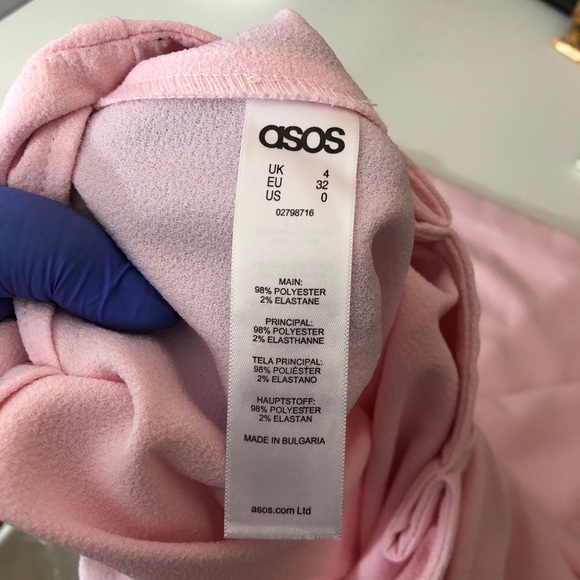 asos
UK 4
EU 32
US 0
02798716
MAIN:
98% POLYESTER
2% ELASTANE
PRINCIPAL:
98% POLYESTER
2% ELASTHANNE
TELA PRINCIPAL:
98% POLIÉSTER
2% ELASTANO
HAUPTSTOFF:
98% POLYESTER
2% ELASTAN
MADE IN BULGARIA
asos.com Ltd